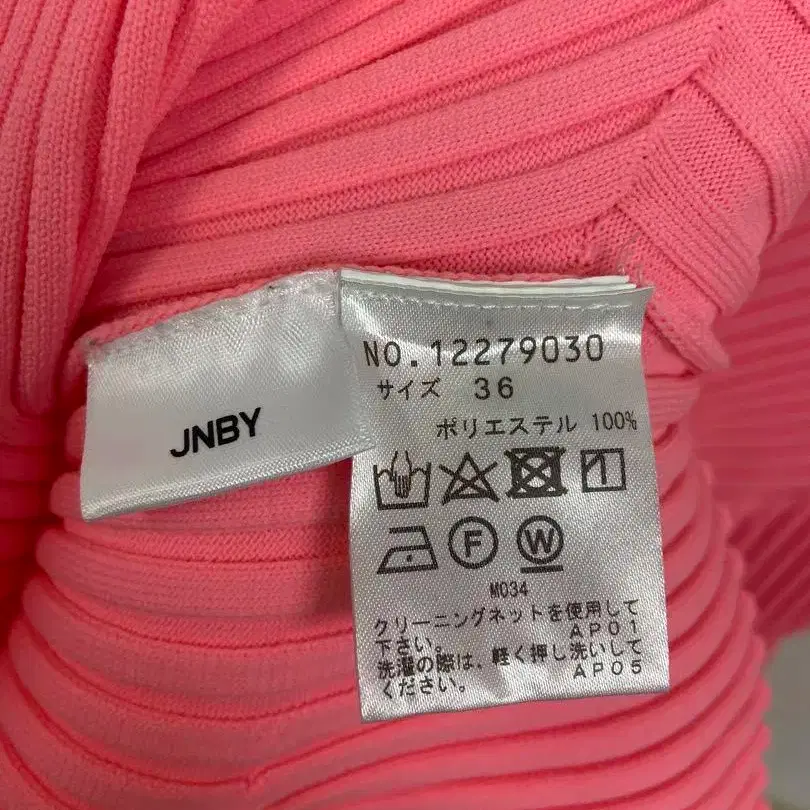 JNBY
NO.12279030
サイズ 36
ポリエステル 100%
F W
M034
クリーニングネットを使用して
下さい。 AP01
洗濯の際は、軽く押し洗いして
ください。 AP05